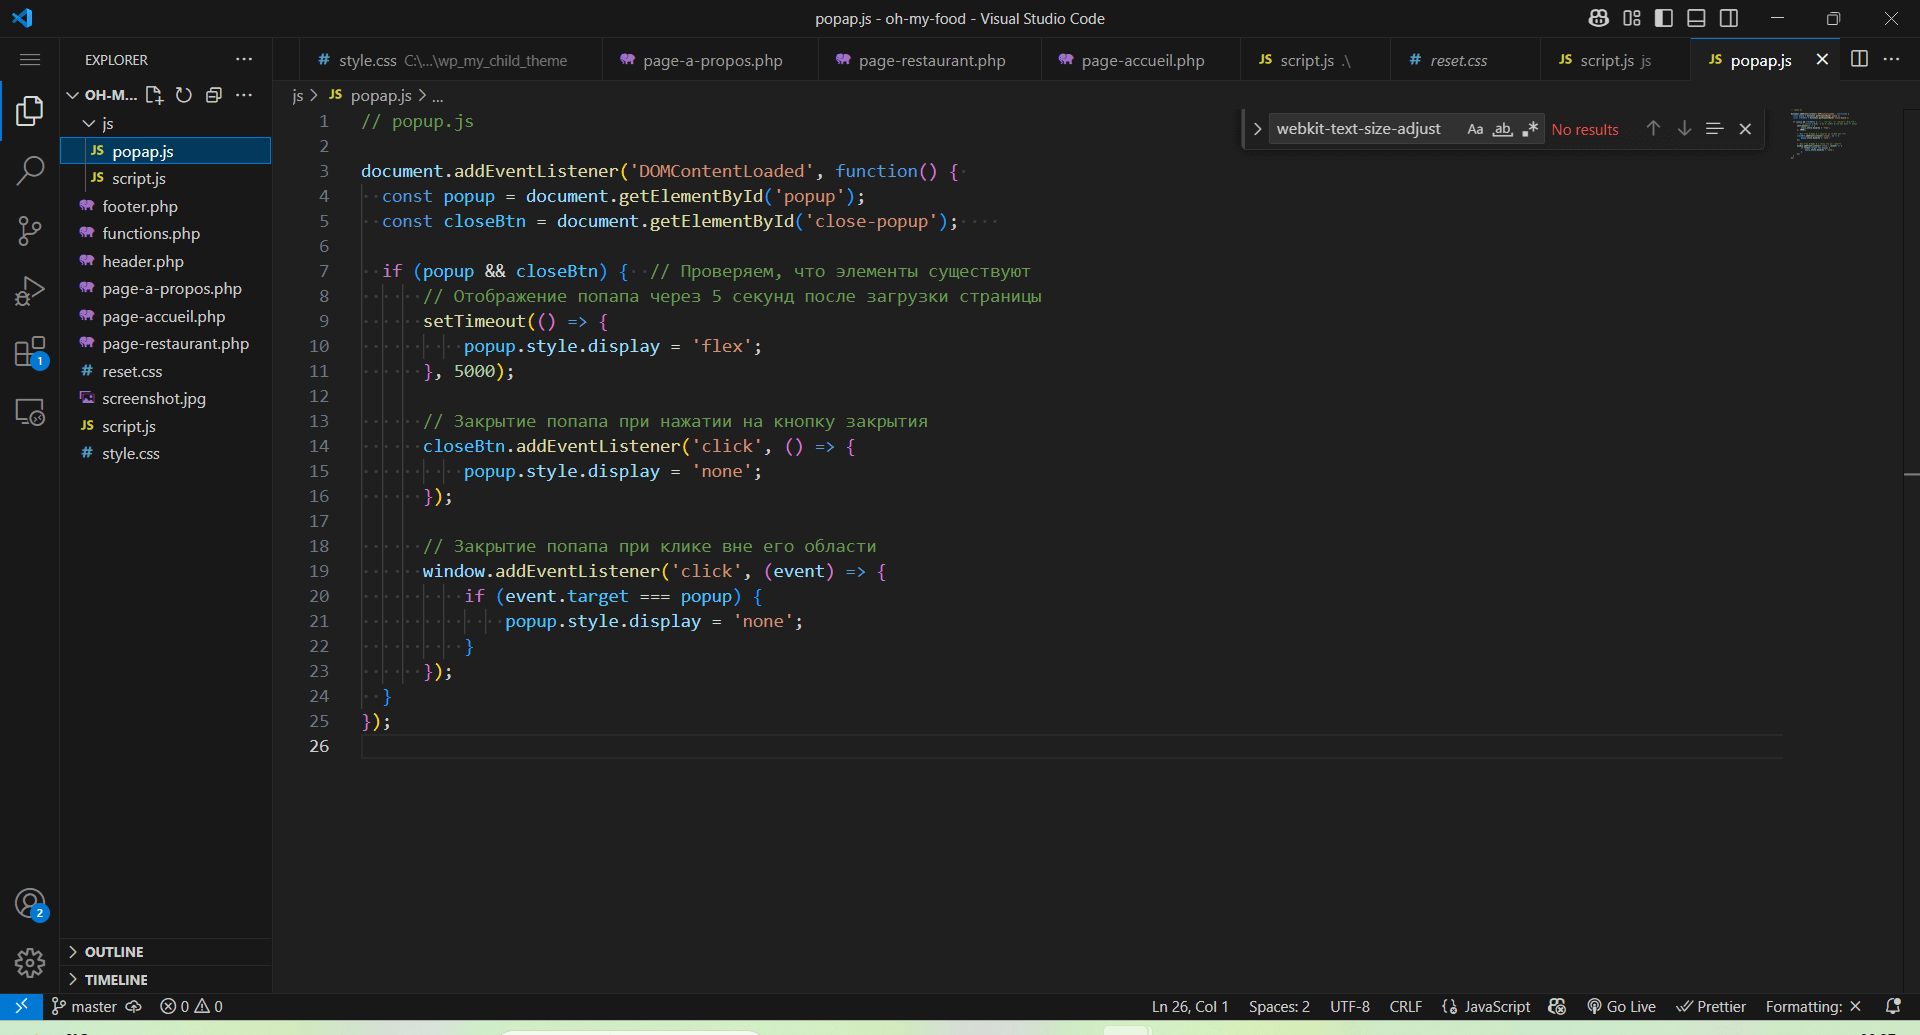 popap.js - oh-my-food - Visual Studio Code
EXPLORER
style.css C:\...\wp_my_child_theme
page-a-propos.php
page-restaurant.php
page-accueil.php
JS script.js .\
# reset.css
JS script.js js
JS popap.js
OH-M...
js
JS popap.js
JS script.js
footer.php
functions.php
header.php
page-a-propos.php
page-accueil.php
page-restaurant.php
# reset.css
screenshot.jpg
JS script.js
# style.css
1
2
OUTLINE
TIMELINE
js > JS popap.js > ...
webkit-text-size-adjust Aa ab .* No results
1 // popup.js
2
3 document.addEventListener('DOMContentLoaded', function() {
4 const popup = document.getElementById('popup');
5 const closeBtn = document.getElementById('close-popup');
6
7 if (popup && closeBtn) { // Проверяем, что элементы существуют
8 // Отображение попапа через 5 секунд после загрузки страницы
9 setTimeout(() => {
10 popup.style.display = 'flex';
11 }, 5000);
12
13 // Закрытие попапа при нажатии на кнопку закрытия
14 closeBtn.addEventListener('click', () => {
15 popup.style.display = 'none';
16 });
17
18 // Закрытие попапа при клике вне его области
19 window.addEventListener('click', (event) => {
20 if (event.target === popup) {
21 popup.style.display = 'none';
22 }
23 });
24 }
25 });
26
master 0 0 Ln 26, Col 1 Spaces: 2 UTF-8 CRLF {} JavaScript Go Live Prettier Formatting: ✕